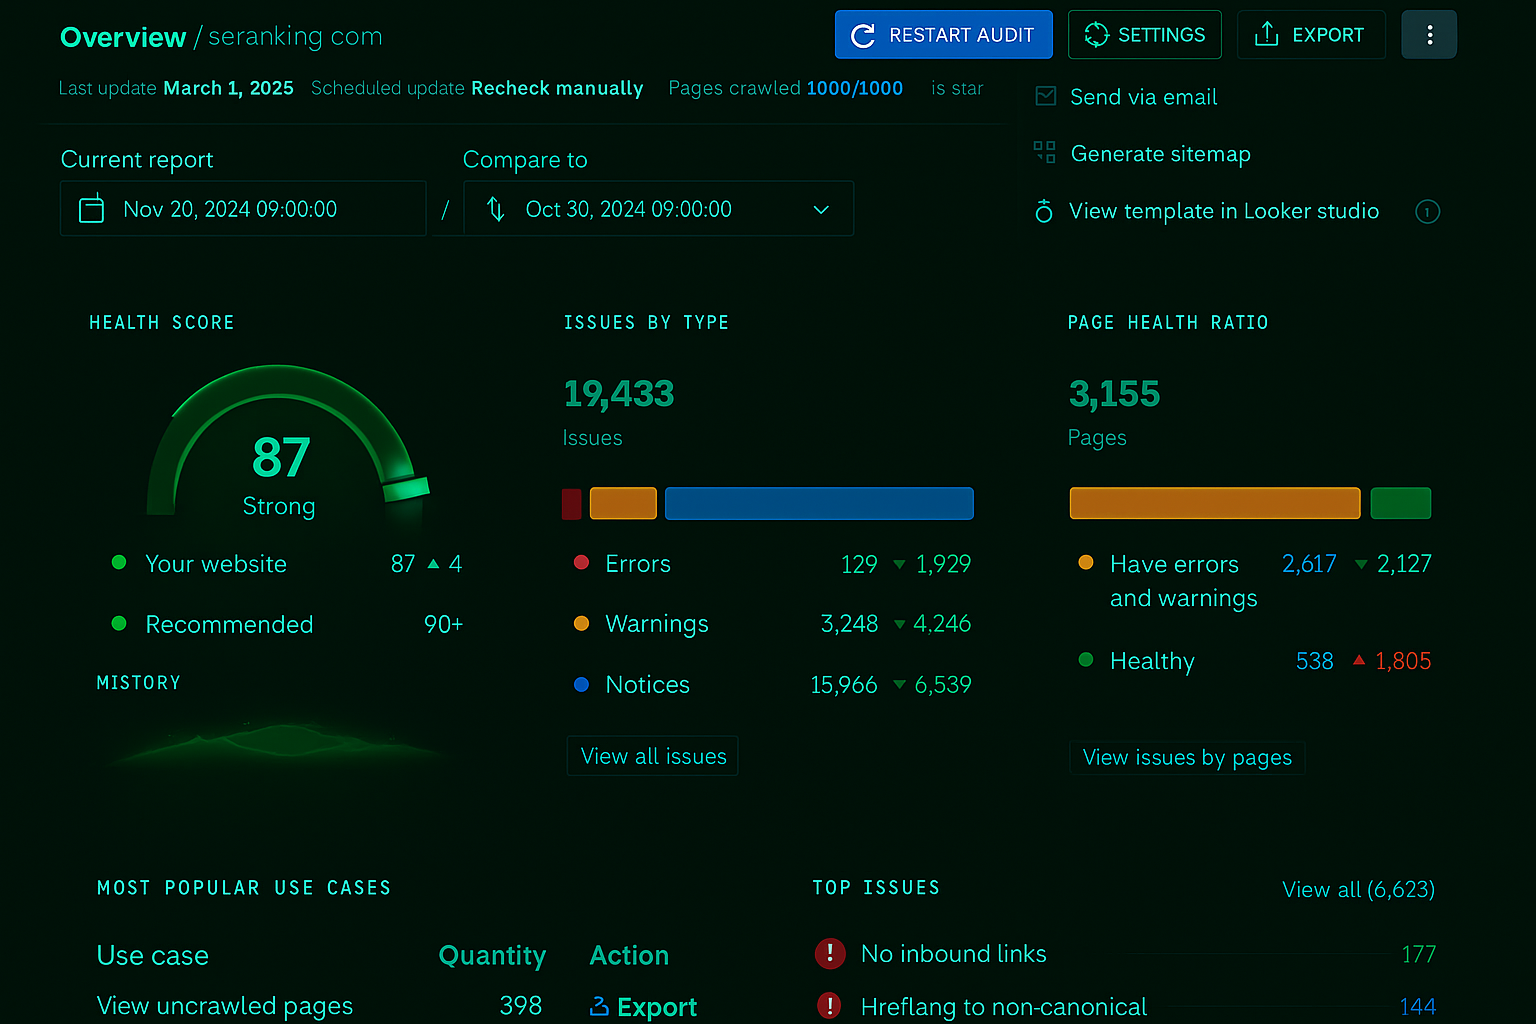 Overview / seranking com
RESTART AUDIT
SETTINGS
EXPORT
Last update March 1, 2025 Scheduled update Recheck manually Pages crawled 1000/1000 is star
Send via email
Generate sitemap
View template in Looker studio 1
Current report
Compare to
Nov 20, 2024 09:00:00 / Oct 30, 2024 09:00:00
HEALTH SCORE
87
Strong
Your website 87 ▲ 4
Recommended 90+
MISTORY
ISSUES BY TYPE
19,433
Issues
Errors 129 ▼ 1,929
Warnings 3,248 ▼ 4,246
Notices 15,966 ▼ 6,539
View all issues
PAGE HEALTH RATIO
3,155
Pages
Have errors and warnings 2,617 ▼ 2,127
Healthy 538 ▲ 1,805
View issues by pages
MOST POPULAR USE CASES
Use case Quantity Action
View uncrawled pages 398 Export
TOP ISSUES
View all (6,623)
No inbound links 177
Hreflang to non-canonical 144